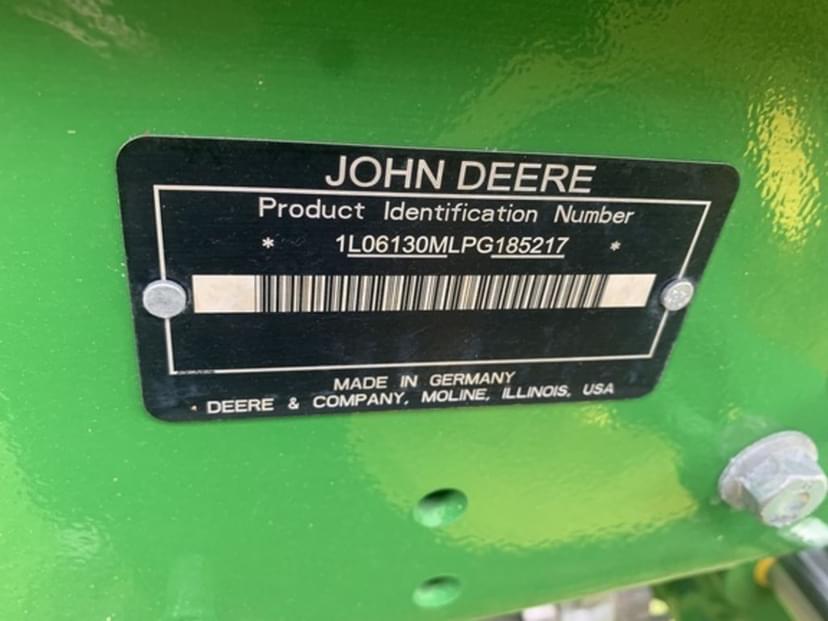 JOHN DEERE
Product Identification Number
* 1L06130MLPG185217 *
MADE IN GERMANY
DEERE & COMPANY, MOLINE, ILLINOIS, USA